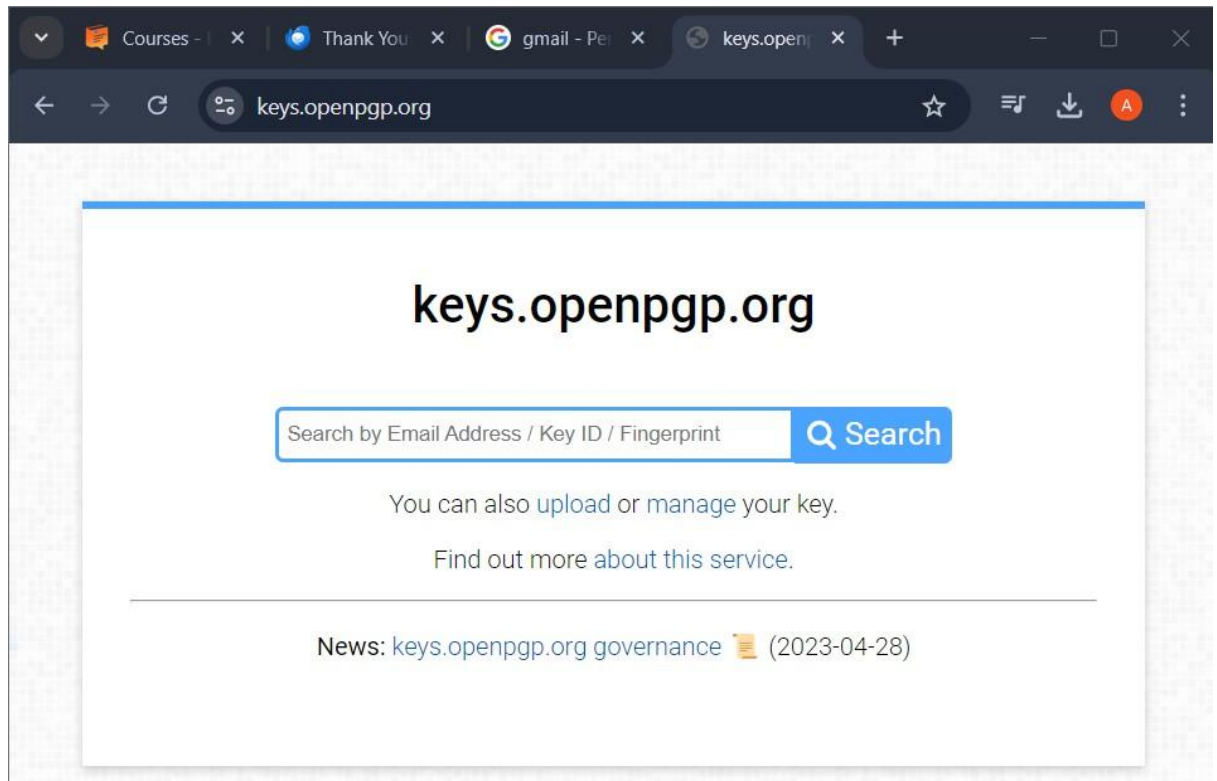 Courses - Thank You gmail - Pe keys.open
keys.openpgp.org A
keys.openpgp.org
Search by Email Address / Key ID / Fingerprint Search
You can also upload or manage your key.
Find out more about this service.
News: keys.openpgp.org governance 📜 (2023-04-28)